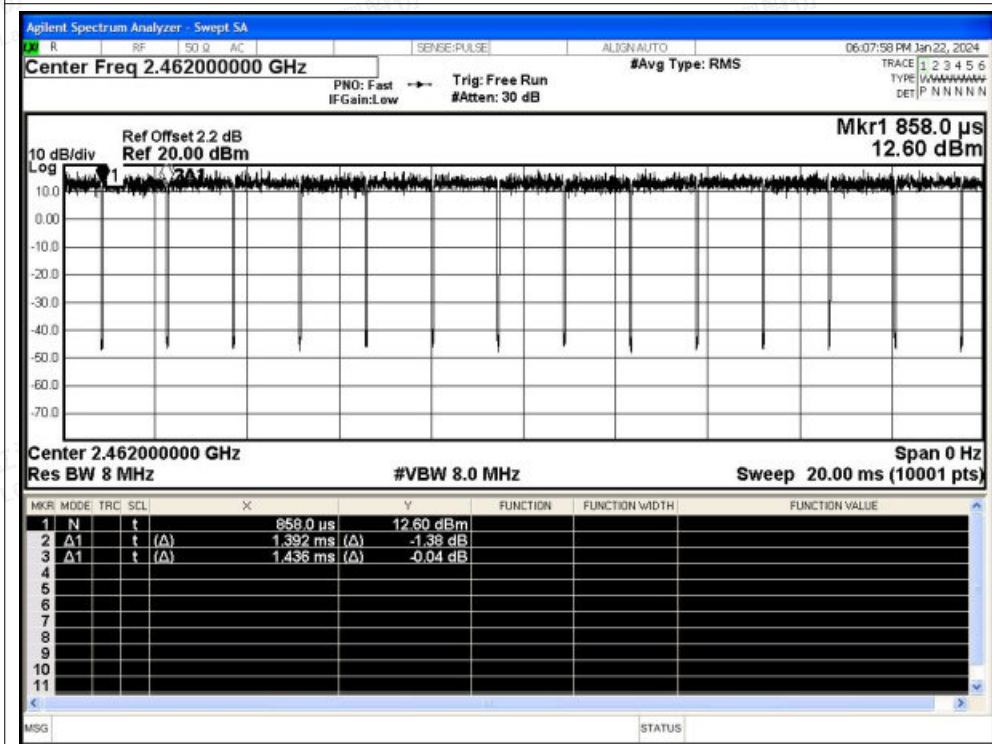 Agilent Spectrum Analyzer - Swept SA
LXI R RF 50 Ω AC SENSE:PULSE ALIGN AUTO 06:07:58 PM Jan 22, 2024
Center Freq 2.462000000 GHz #Avg Type: RMS TRACE 1 2 3 4 5 6
PNO: Fast Trig: Free Run TYPE
IFGain:Low #Atten: 30 dB DET P N N N N N
Mkr1 858.0 µs
Ref Offset 2.2 dB
10 dB/div Ref 20.00 dBm 12.60 dBm
Log
1 3Δ1
10.0
0.00
-10.0
-20.0
-30.0
-40.0
-50.0
-60.0
-70.0
Center 2.462000000 GHz Span 0 Hz
Res BW 8 MHz #VBW 8.0 MHz Sweep 20.00 ms (10001 pts)
MKR MODE TRC SCL X Y FUNCTION FUNCTION WIDTH FUNCTION VALUE
1 N t 858.0 µs 12.60 dBm
2 Δ1 t (Δ) 1.392 ms (Δ) -1.38 dB
3 Δ1 t (Δ) 1.436 ms (Δ) -0.04 dB
4
5
6
7
8
9
10
11
MSG STATUS